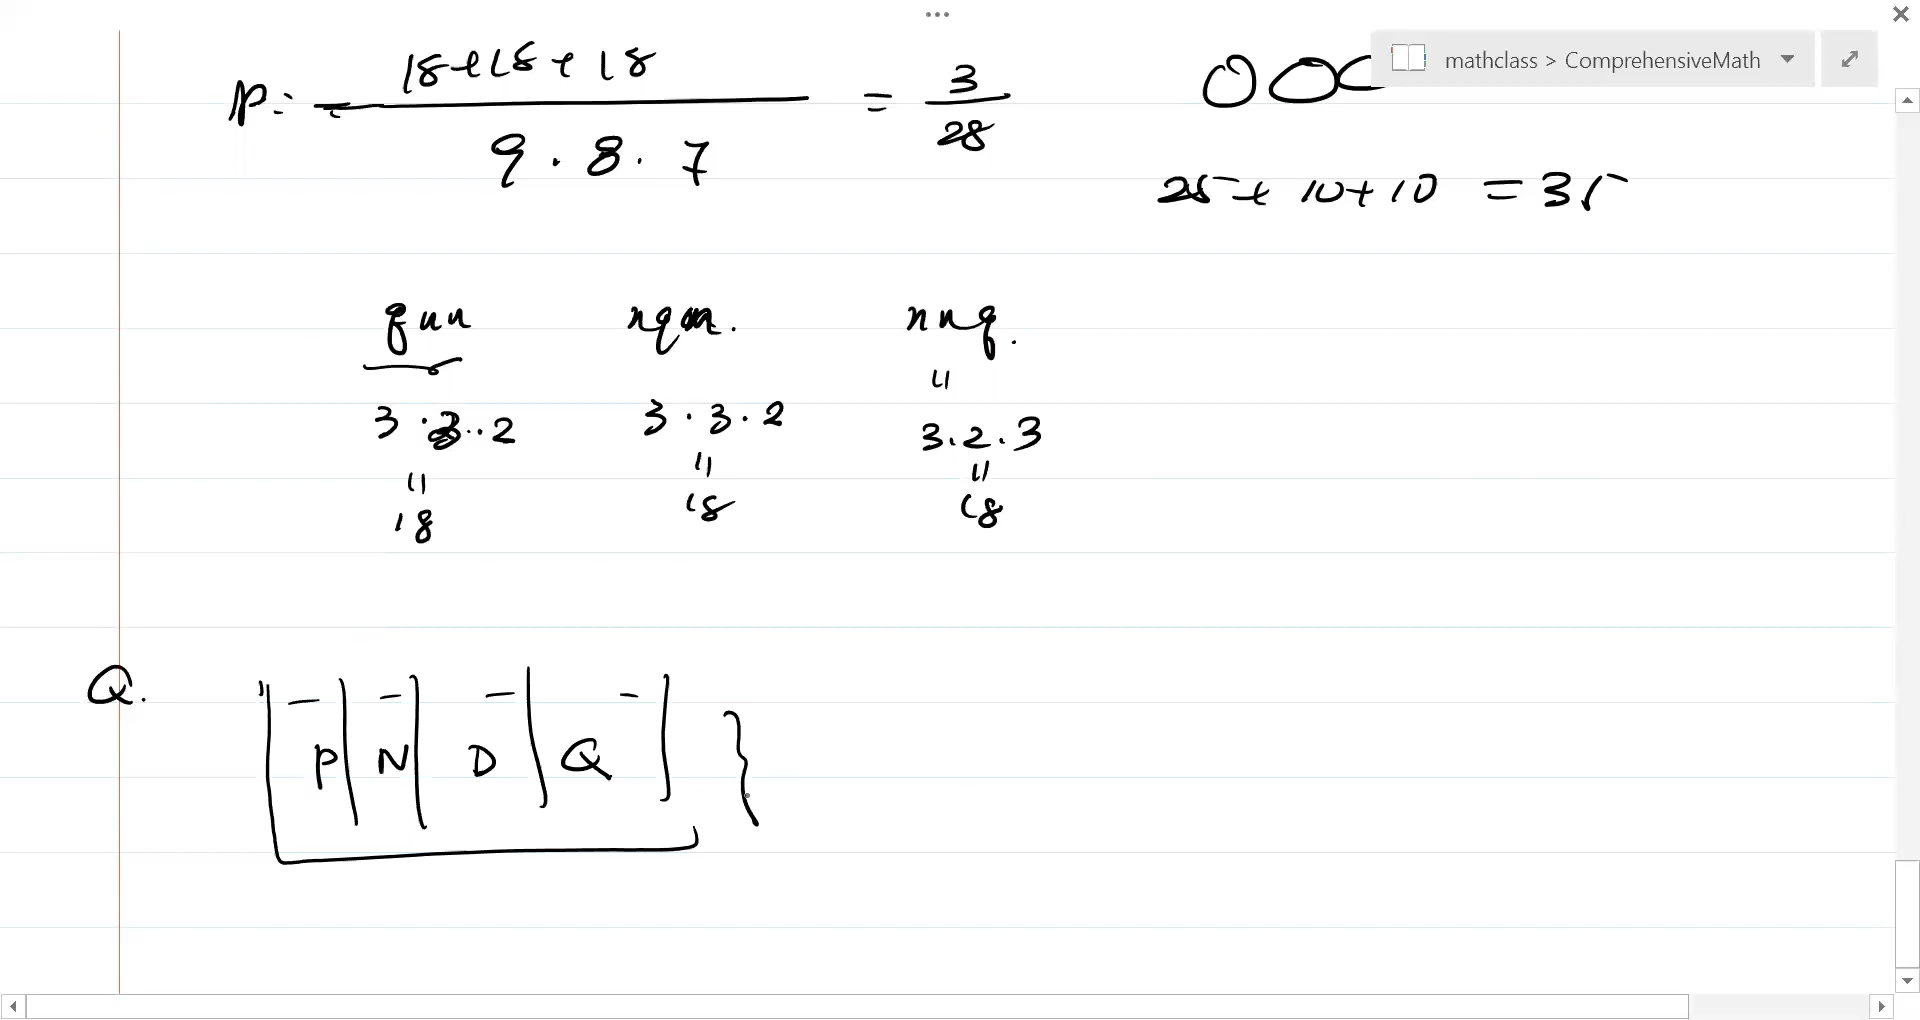 mathclass > ComprehensiveMath
18+18+18
P = = 3
9 . 8 . 7 28
25 + 10 + 10 = 35
qnn nqn. nnq.
3 . 3 . 2 3 . 3 . 2 3 . 2 . 3
18 18 18
Q.
P N D Q